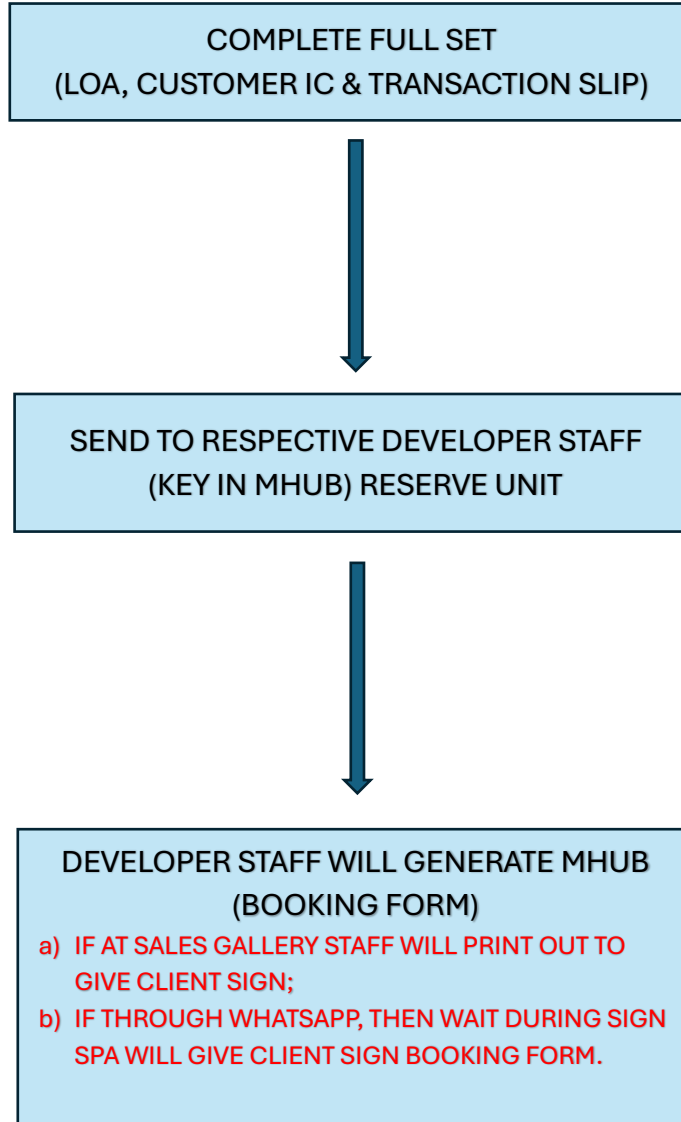 COMPLETE FULL SET
(LOA, CUSTOMER IC & TRANSACTION SLIP)
SEND TO RESPECTIVE DEVELOPER STAFF
(KEY IN MHUB) RESERVE UNIT
DEVELOPER STAFF WILL GENERATE MHUB
(BOOKING FORM)
a) IF AT SALES GALLERY STAFF WILL PRINT OUT TO
GIVE CLIENT SIGN;
b) IF THROUGH WHATSAPP, THEN WAIT DURING SIGN
SPA WILL GIVE CLIENT SIGN BOOKING FORM.